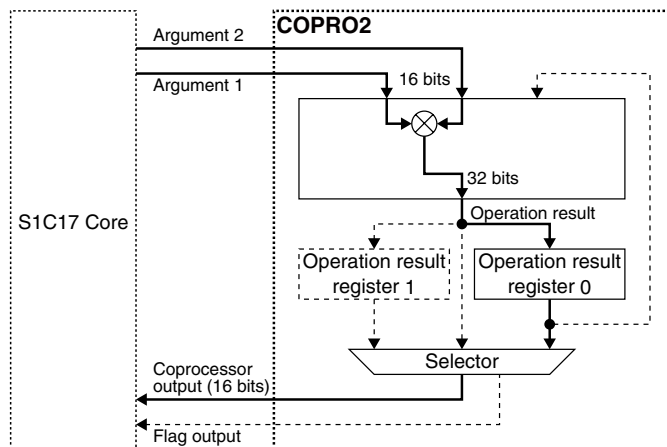 COPRO2
Argument 2
Argument 1
16 bits
32 bits
S1C17 Core
Operation result
Operation result
register 1
Operation result
register 0
Selector
Coprocessor
output (16 bits)
Flag output